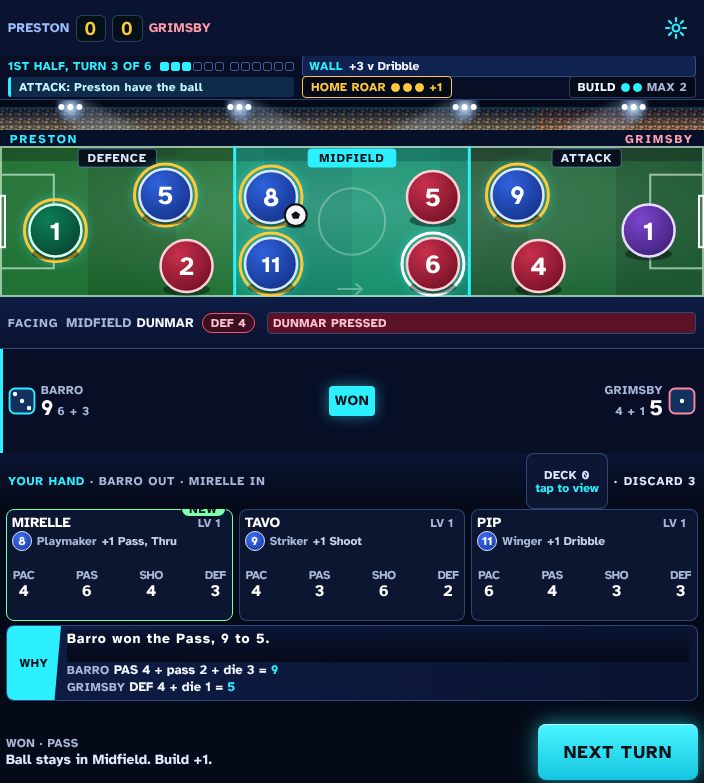 PRESTON 0 0 GRIMSBY
1ST HALF, TURN 3 OF 6
WALL +3 v Dribble
ATTACK: Preston have the ball
HOME ROAR +1
BUILD MAX 2
PRESTON GRIMSBY
DEFENCE MIDFIELD ATTACK
1 5 2 8 11 5 6 9 4 1
FACING MIDFIELD DUNMAR DEF 4 DUNMAR PRESSED
BARRO
9 6 + 3
WON
GRIMSBY
4 + 1 5
YOUR HAND · BARRO OUT · MIRELLE IN
DECK 0
tap to view
· DISCARD 3
NEW
MIRELLE LV 1
8 Playmaker +1 Pass, Thru
PAC PAS SHO DEF
4 6 4 3
TAVO LV 1
9 Striker +1 Shoot
PAC PAS SHO DEF
4 3 6 2
PIP LV 1
11 Winger +1 Dribble
PAC PAS SHO DEF
6 4 3 3
WHY
Barro won the Pass, 9 to 5.
BARRO PAS 4 + pass 2 + die 3 = 9
GRIMSBY DEF 4 + die 1 = 5
WON · PASS
Ball stays in Midfield. Build +1.
NEXT TURN